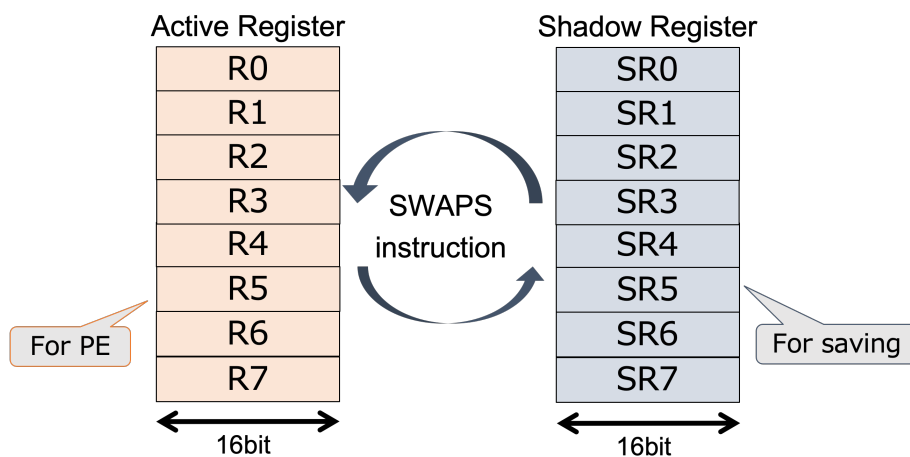 Active Register
Shadow Register
R0
SR0
R1
SR1
R2
SR2
R3
SR3
R4
SR4
R5
SR5
R6
SR6
R7
SR7
SWAPS
instruction
For PE
For saving
16bit
16bit